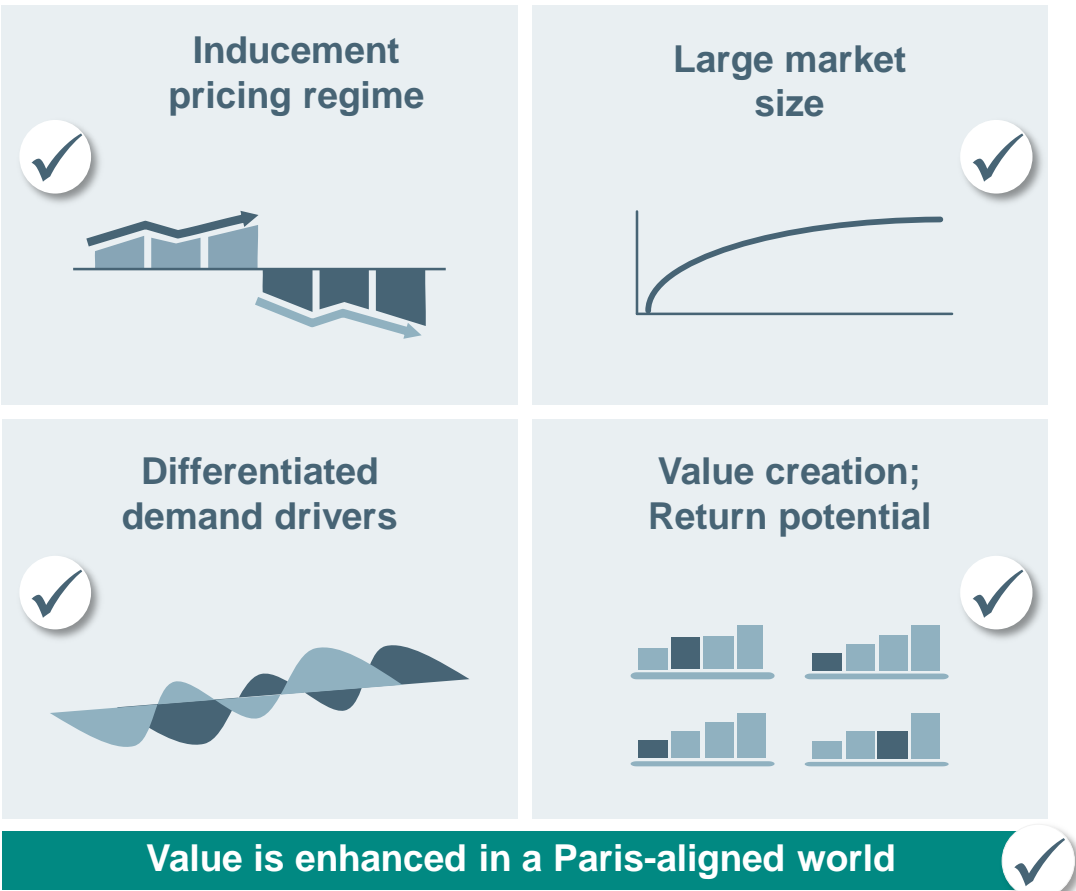 Inducement
pricing regime
Large market
size
Differentiated
demand drivers
Value creation;
Return potential
Value is enhanced in a Paris-aligned world